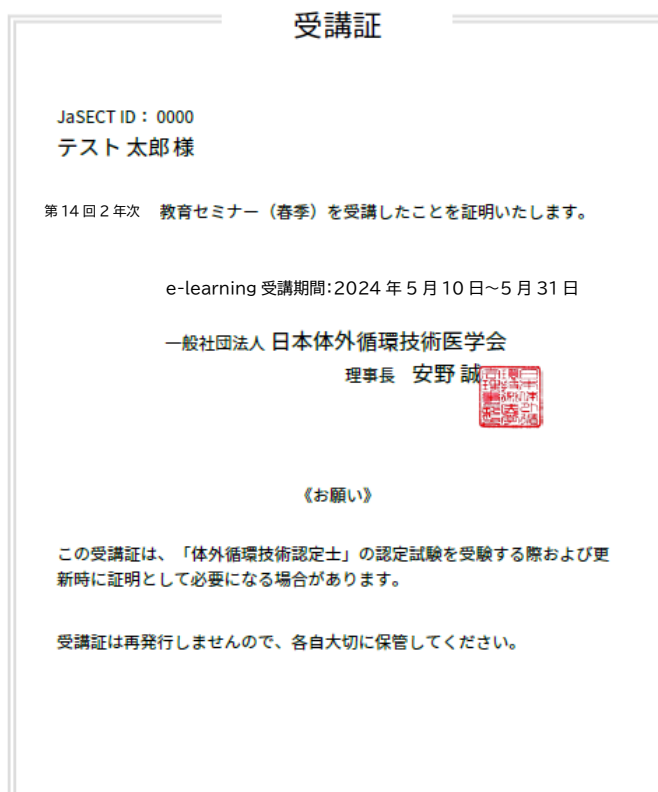 受講証
JaSECT ID： 0000
テスト 太郎 様
第14回2年次 教育セミナー（春季）を受講したことを証明いたします。
e-learning 受講期間：2024年5月10日～5月31日
一般社団法人 日本体外循環技術医学会
理事長 安野 誠
《お願い》
この受講証は、「体外循環技術認定士」の認定試験を受験する際および更
新時に証明として必要になる場合があります。
受講証は再発行しませんので、各自大切に保管してください。